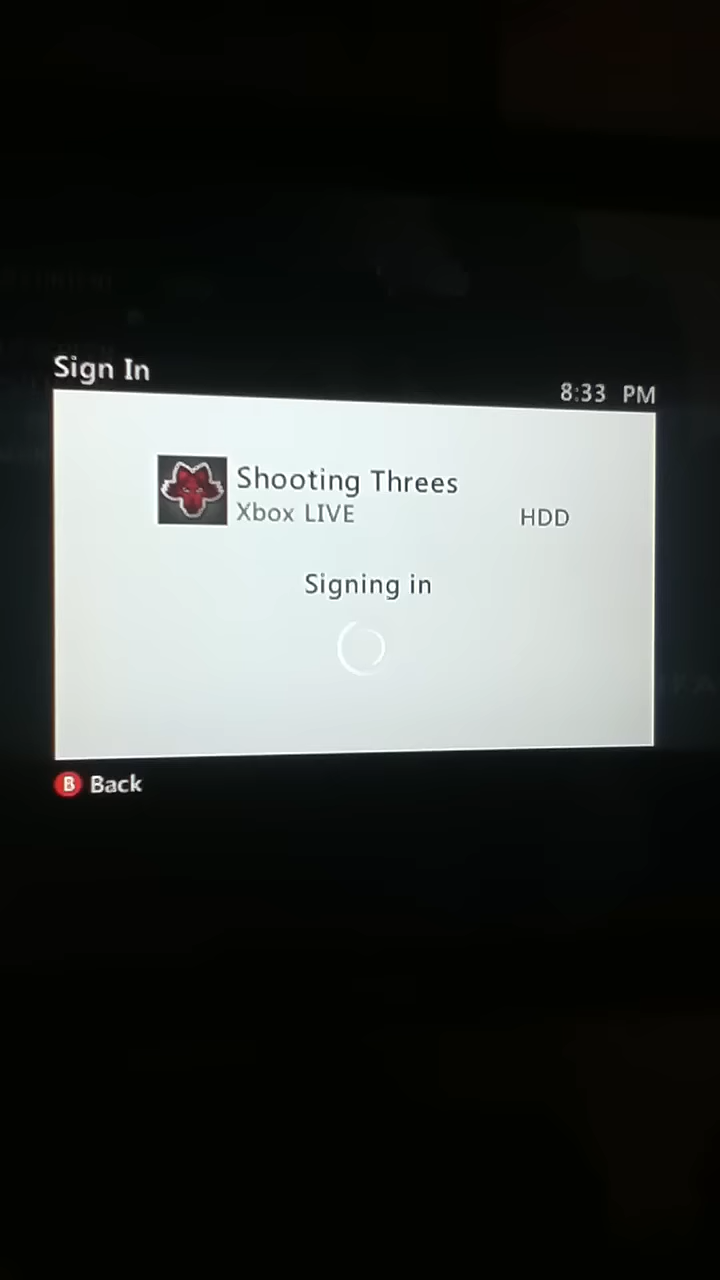 Sign In
8:33 PM
Shooting Threes
Xbox LIVE
HDD
Signing in
B Back